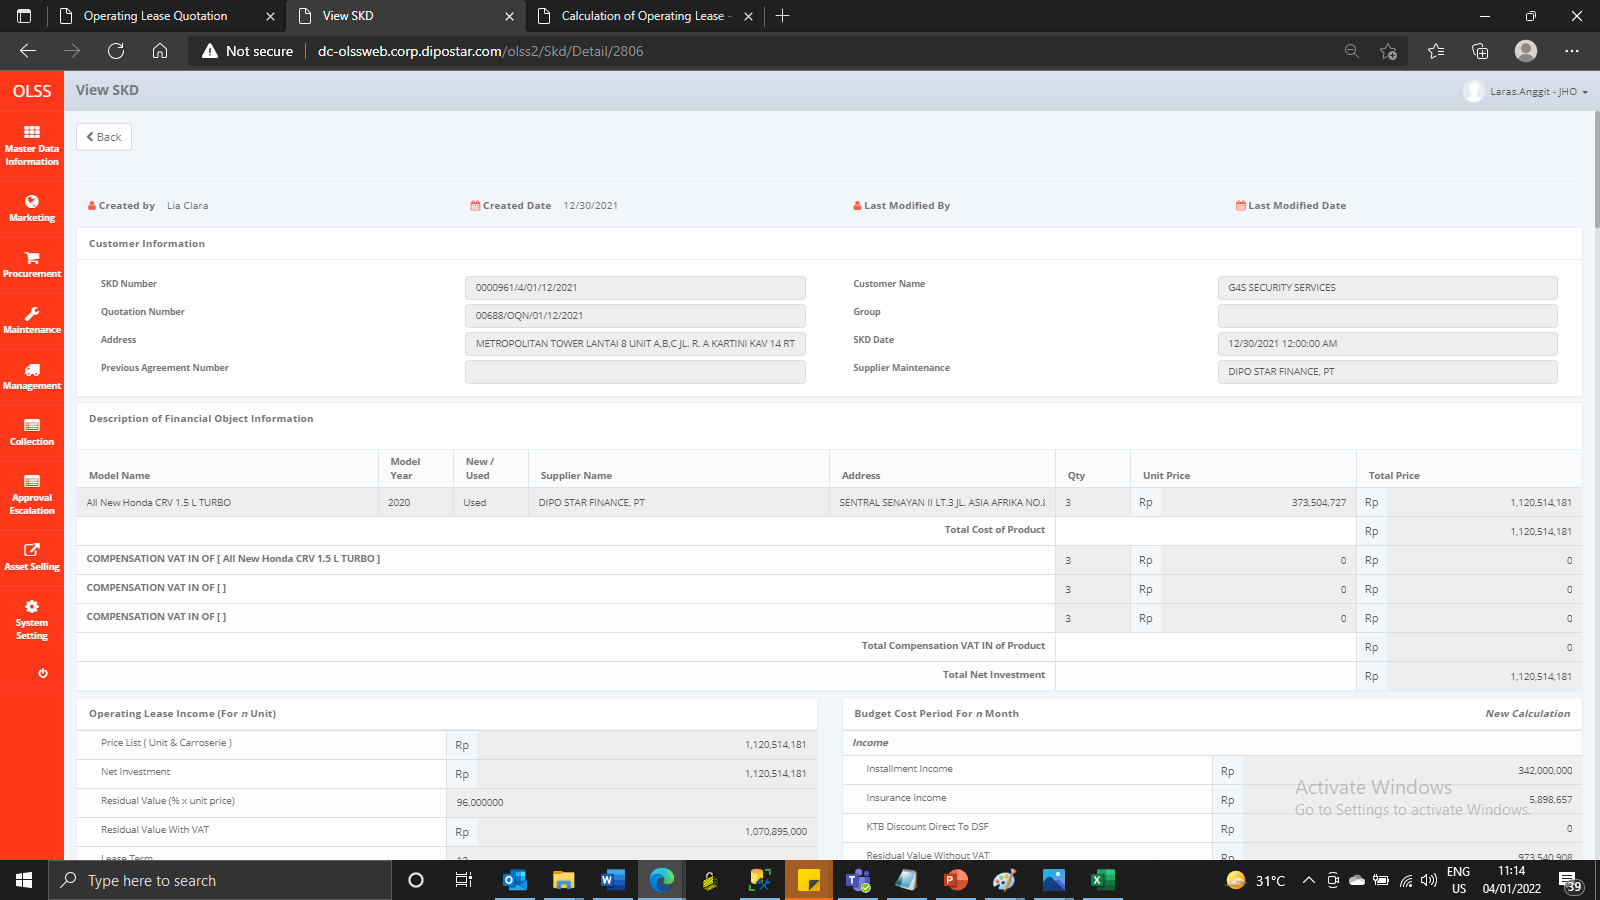 Operating Lease Quotation
View SKD
Calculation of Operating Lease -
Not secure
dc-olssweb.corp.dipostar.com/olss2/Skd/Detail/2806
OLSS
View SKD
Laras.Anggit - JHO
Back
Master Data Information
Marketing
Procurement
Maintenance
Management
Collection
Approval Escalation
Asset Selling
System Setting
Created by Lia Clara
Created Date 12/30/2021
Last Modified By
Last Modified Date
Customer Information
SKD Number 0000961/4/01/12/2021
Customer Name G4S SECURITY SERVICES
Quotation Number 00688/OQN/01/12/2021
Group
Address METROPOLITAN TOWER LANTAI 8 UNIT A,B,C JL. R. A KARTINI KAV 14 RT
SKD Date 12/30/2021 12:00:00 AM
Previous Agreement Number
Supplier Maintenance DIPO STAR FINANCE, PT
Description of Financial Object Information
Model Name Model Year New / Used Supplier Name Address Qty Unit Price Total Price
All New Honda CRV 1.5 L TURBO 2020 Used DIPO STAR FINANCE, PT SENTRAL SENAYAN II LT.3 JL. ASIA AFRIKA NO. 3 Rp 373,504,727 Rp 1,120,514,181
Total Cost of Product Rp 1,120,514,181
COMPENSATION VAT IN OF [ All New Honda CRV 1.5 L TURBO ] 3 Rp 0 Rp 0
COMPENSATION VAT IN OF [ ] 3 Rp 0 Rp 0
COMPENSATION VAT IN OF [ ] 3 Rp 0 Rp 0
Total Compensation VAT IN of Product Rp 0
Total Net Investment Rp 1,120,514,181
Operating Lease Income (For n Unit)
Price List ( Unit & Carroserie ) Rp 1,120,514,181
Net Investment Rp 1,120,514,181
Residual Value (% x unit price) 96.000000
Residual Value With VAT Rp 1,070,895,000
Lease Term 12
Budget Cost Period For n Month New Calculation
Income
Installment Income Rp 342,000,000
Insurance Income Rp 5,898,657
KTB Discount Direct To DSF Rp 0
Residual Value Without VAT Rp 973,540,908
Activate Windows
Go to Settings to activate Windows.
Type here to search
31°C
ENG
US
11:14
04/01/2022
39